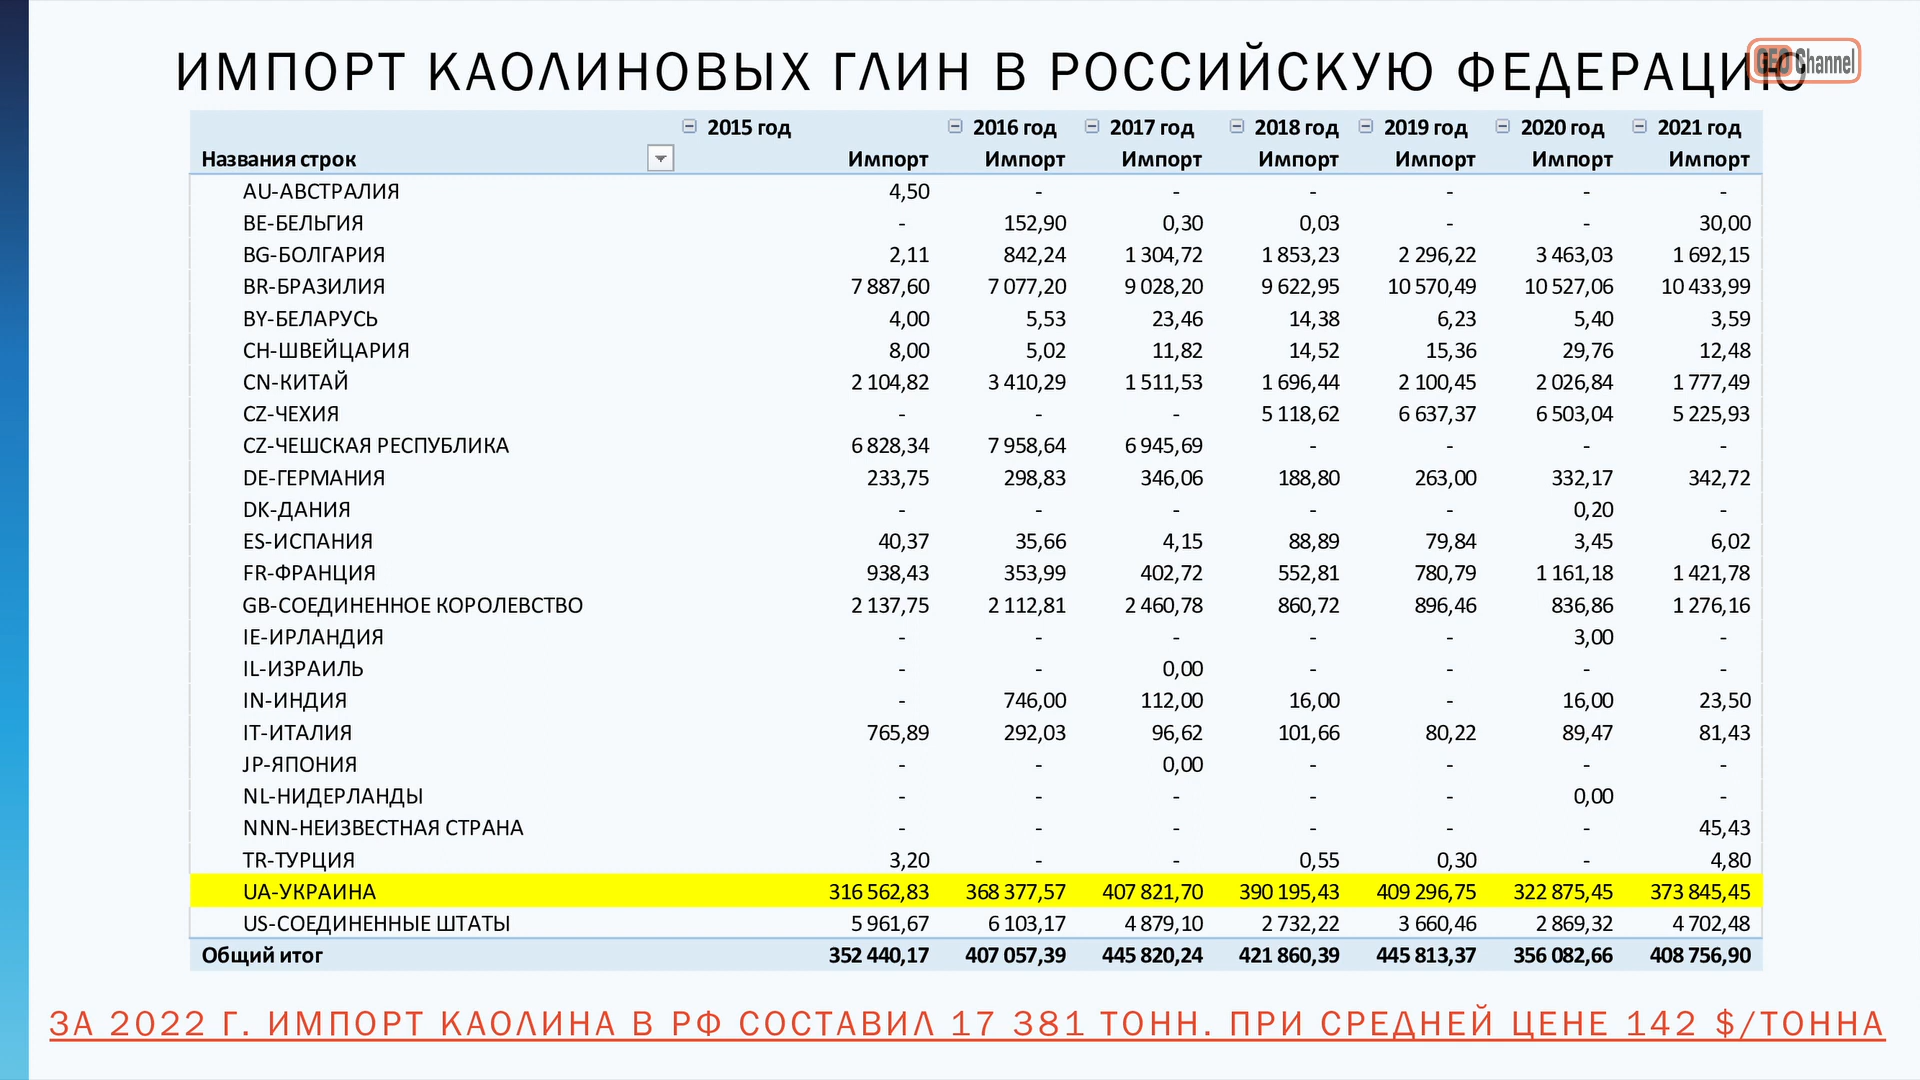 ИМПОРТ КАОЛИНОВЫХ ГЛИН В РОССИЙСКУЮ ФЕДЕРАЦИЮ
GEO Channel
2015 год 2016 год 2017 год 2018 год 2019 год 2020 год 2021 год
Названия строк Импорт Импорт Импорт Импорт Импорт Импорт Импорт
AU-АВСТРАЛИЯ 4,50 - - - - - -
BE-БЕЛЬГИЯ - 152,90 0,30 0,03 - - 30,00
BG-БОЛГАРИЯ 2,11 842,24 1 304,72 1 853,23 2 296,22 3 463,03 1 692,15
BR-БРАЗИЛИЯ 7 887,60 7 077,20 9 028,20 9 622,95 10 570,49 10 527,06 10 433,99
BY-БЕЛАРУСЬ 4,00 5,53 23,46 14,38 6,23 5,40 3,59
CH-ШВЕЙЦАРИЯ 8,00 5,02 11,82 14,52 15,36 29,76 12,48
CN-КИТАЙ 2 104,82 3 410,29 1 511,53 1 696,44 2 100,45 2 026,84 1 777,49
CZ-ЧЕХИЯ - - - 5 118,62 6 637,37 6 503,04 5 225,93
CZ-ЧЕШСКАЯ РЕСПУБЛИКА 6 828,34 7 958,64 6 945,69 - - - -
DE-ГЕРМАНИЯ 233,75 298,83 346,06 188,80 263,00 332,17 342,72
DK-ДАНИЯ - - - - - 0,20 -
ES-ИСПАНИЯ 40,37 35,66 4,15 88,89 79,84 3,45 6,02
FR-ФРАНЦИЯ 938,43 353,99 402,72 552,81 780,79 1 161,18 1 421,78
GB-СОЕДИНЕННОЕ КОРОЛЕВСТВО 2 137,75 2 112,81 2 460,78 860,72 896,46 836,86 1 276,16
IE-ИРЛАНДИЯ - - - - - 3,00 -
IL-ИЗРАИЛЬ - - 0,00 - - - -
IN-ИНДИЯ - 746,00 112,00 16,00 - 16,00 23,50
IT-ИТАЛИЯ 765,89 292,03 96,62 101,66 80,22 89,47 81,43
JP-ЯПОНИЯ - - 0,00 - - - -
NL-НИДЕРЛАНДЫ - - - - - 0,00 -
NNN-НЕИЗВЕСТНАЯ СТРАНА - - - - - - 45,43
TR-ТУРЦИЯ 3,20 - - 0,55 0,30 - 4,80
UA-УКРАИНА 316 562,83 368 377,57 407 821,70 390 195,43 409 296,75 322 875,45 373 845,45
US-СОЕДИНЕННЫЕ ШТАТЫ 5 961,67 6 103,17 4 879,10 2 732,22 3 660,46 2 869,32 4 702,48
Общий итог 352 440,17 407 057,39 445 820,24 421 860,39 445 813,37 356 082,66 408 756,90
ЗА 2022 Г. ИМПОРТ КАОЛИНА В РФ СОСТАВИЛ 17 381 ТОНН. ПРИ СРЕДНЕЙ ЦЕНЕ 142 $/ТОННА